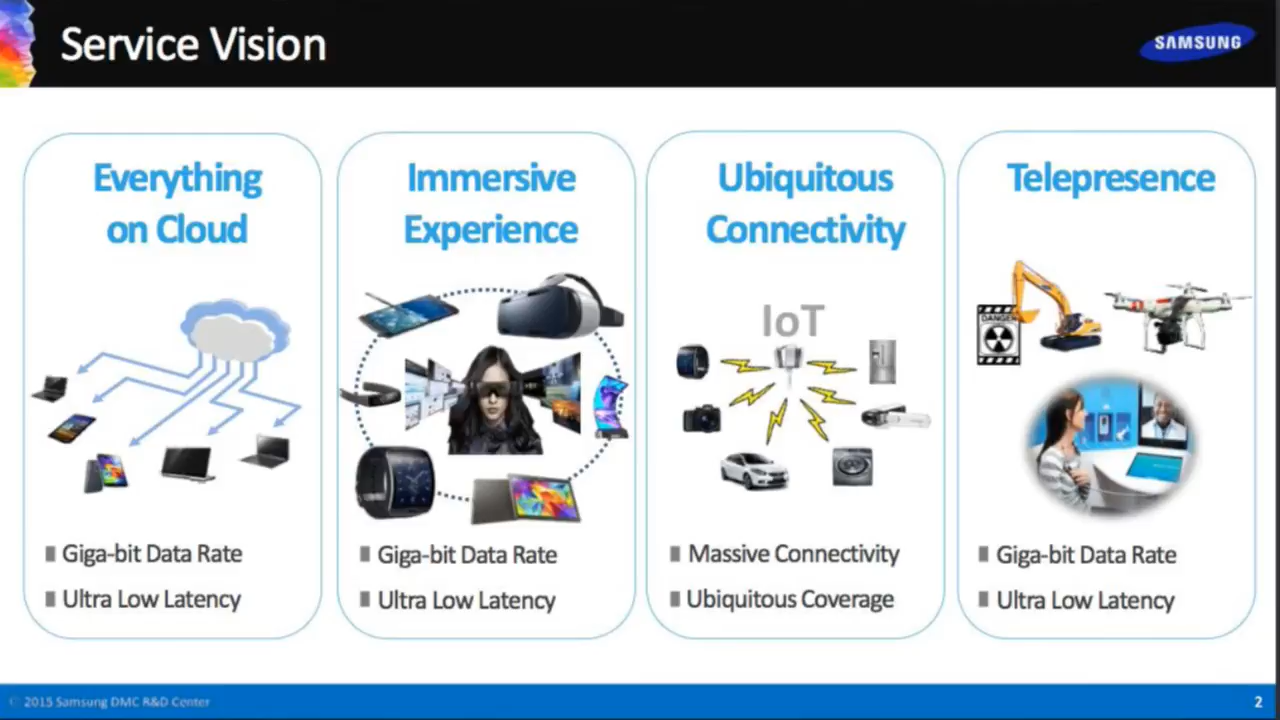 Service Vision
SAMSUNG
Everything
on Cloud
Giga-bit Data Rate
Ultra Low Latency
Immersive
Experience
Giga-bit Data Rate
Ultra Low Latency
Ubiquitous
Connectivity
IoT
Massive Connectivity
Ubiquitous Coverage
Telepresence
DANGER
Giga-bit Data Rate
Ultra Low Latency
© 2015 Samsung DMC R&D Center
2